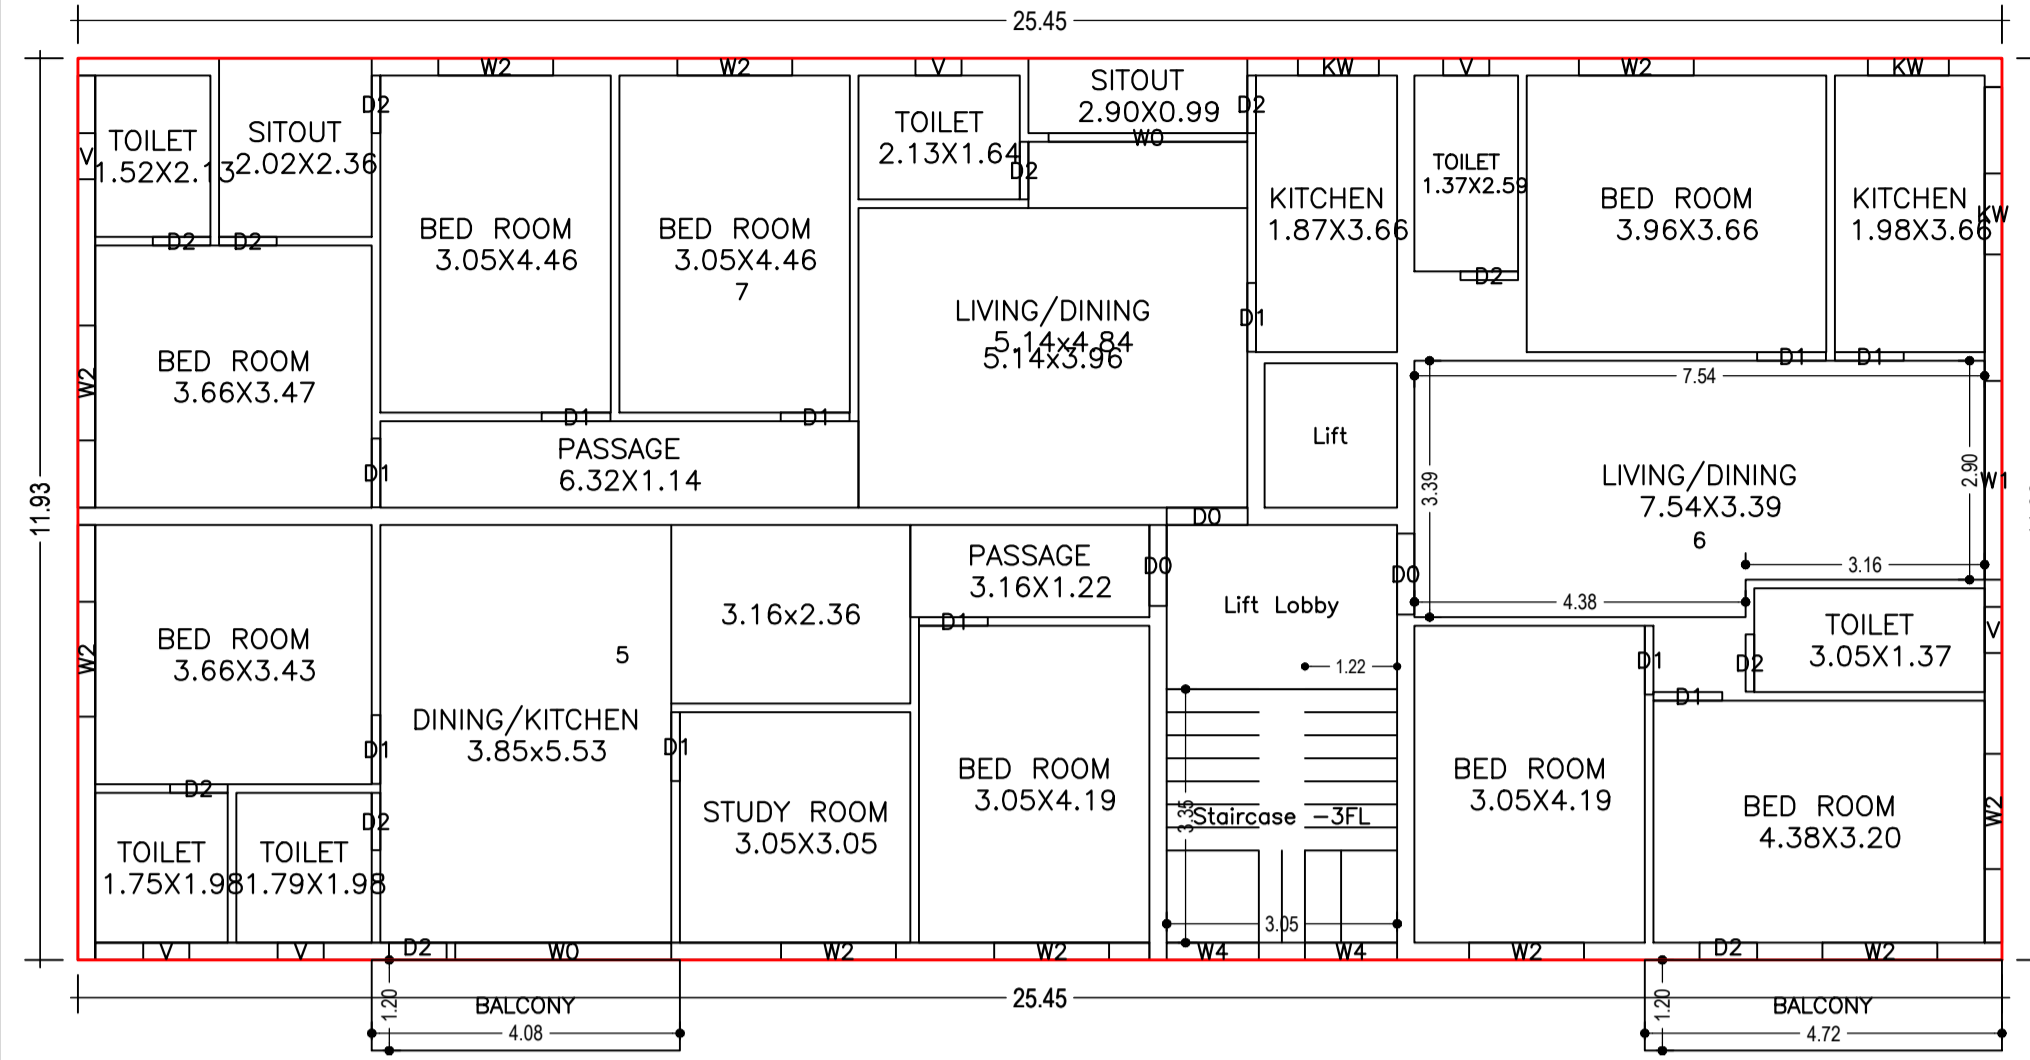 25.45
W2
W2
V
KW
V
W2
KW
SITOUT
2.90X0.99
D2
D2
TOILET
1.52X2.13
V
SITOUT
2.02X2.36
TOILET
2.13X1.64
D2
W0
TOILET
1.37X2.59
KITCHEN
1.87X3.66
BED ROOM
3.96X3.66
KITCHEN
1.98X3.66
KW
BED ROOM
3.05X4.46
BED ROOM
3.05X4.46
7
D2
D2
D2
LIVING/DINING
5.14x4.84
5.14x3.96
D1
BED ROOM
3.66X3.47
W2
D1
D1
7.54
D1
D1
PASSAGE
6.32X1.14
D1
Lift
3.39
2.90
LIVING/DINING
7.54X3.39
6
W1
11.93
D0
PASSAGE
3.16X1.22
D0
D0
3.16
4.38
Lift Lobby
3.16x2.36
D1
BED ROOM
3.66X3.43
W2
5
TOILET
3.05X1.37
V
D1
D2
1.22
D1
DINING/KITCHEN
3.85x5.53
D1
D1
BED ROOM
3.05X4.19
BED ROOM
3.05X4.19
D2
STUDY ROOM
3.05X3.05
D2
3.35
Staircase -3FL
BED ROOM
4.38X3.20
W2
TOILET
1.75X1.98
TOILET
1.79X1.98
3.05
V
V
D2
W0
W2
W2
W4
W4
W2
D2
W2
25.45
1.20
BALCONY
4.08
1.20
BALCONY
4.72